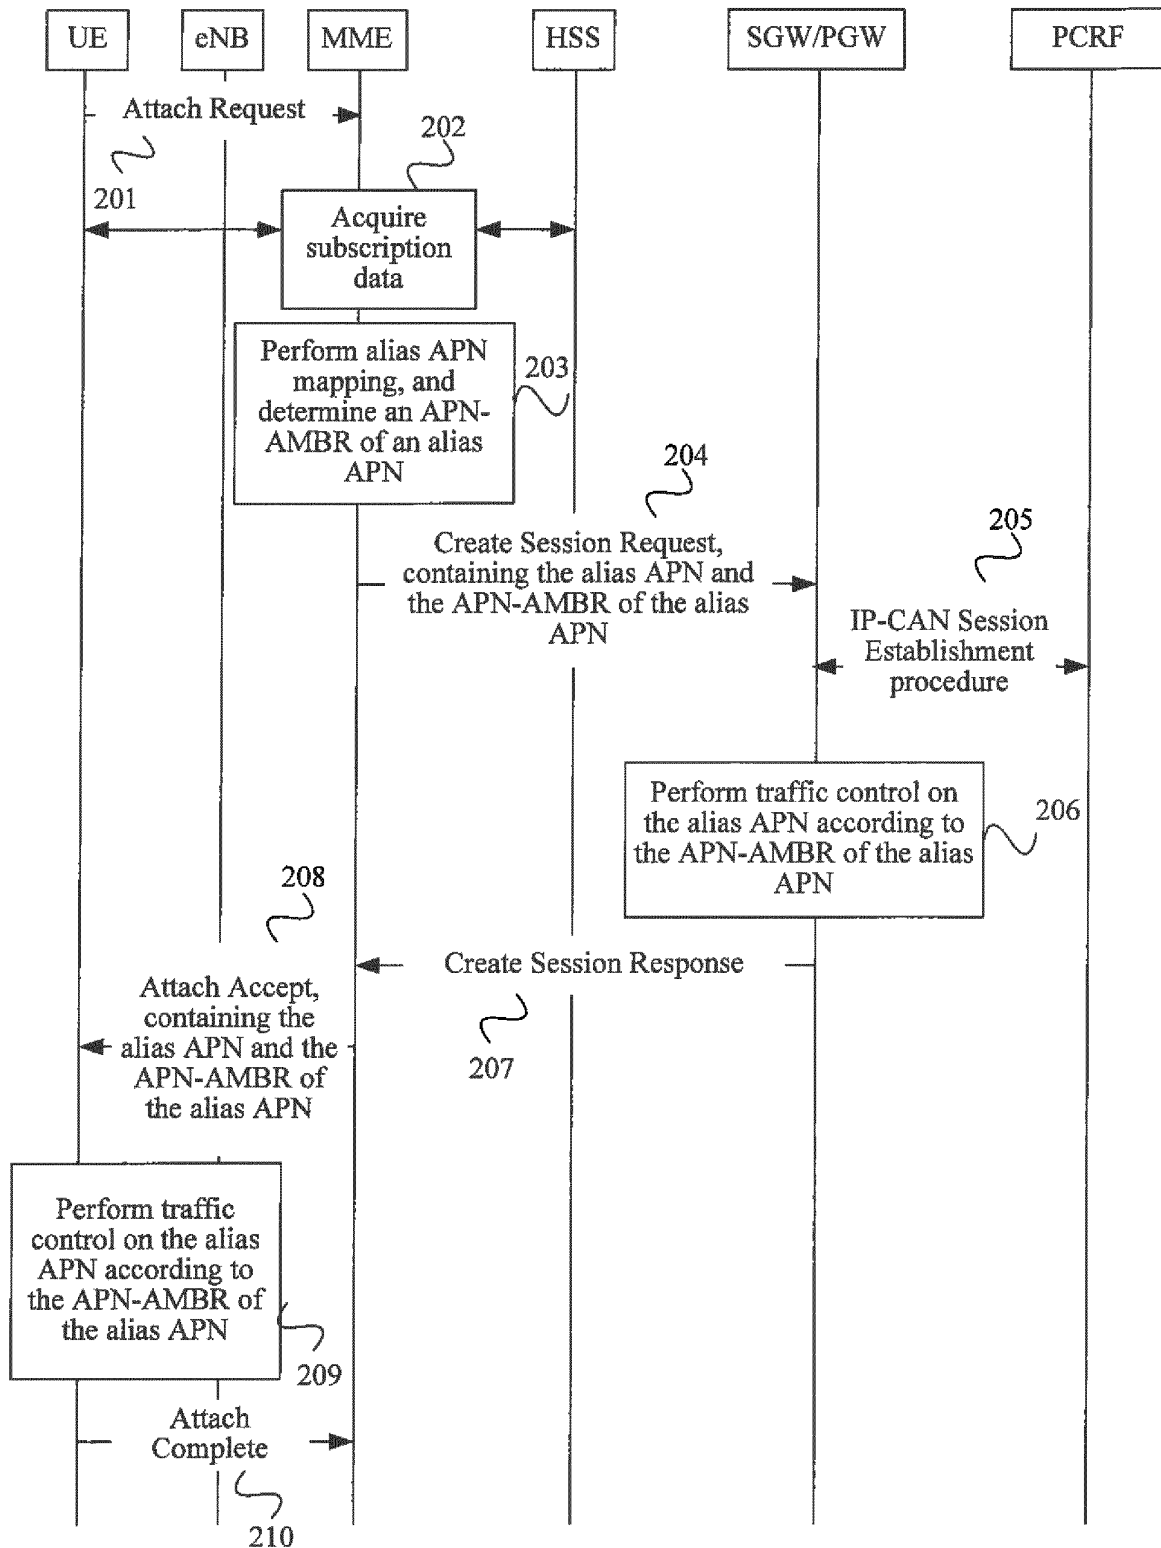 UE
eNB
MME
HSS
SGW/PGW
PCRF
Attach Request
201
202
Acquire
subscription
data
Perform alias APN
mapping, and
determine an APN-
AMBR of an alias
APN
203
204
Create Session Request,
containing the alias APN and
the APN-AMBR of the alias
APN
205
IP-CAN Session
Establishment
procedure
Perform traffic control on
the alias APN according to
the APN-AMBR of the alias
APN
206
Create Session Response
207
208
Attach Accept,
containing the
alias APN and the
APN-AMBR of
the alias APN
Perform traffic
control on the alias
APN according to
the APN-AMBR of
the alias APN
209
Attach
Complete
210